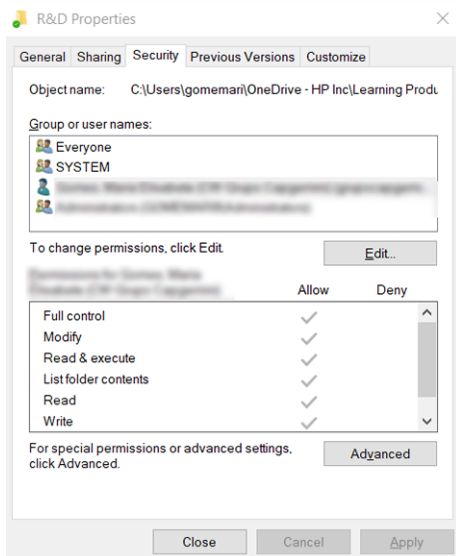 R&D Properties
General Sharing Security Previous Versions Customize
Object name: C:\Users\gomemari\OneDrive - HP Inc\Learning Produ
Group or user names:
Everyone
SYSTEM
To change permissions, click Edit.
Edit...
Allow Deny
Full control
Modify
Read & execute
List folder contents
Read
Write
For special permissions or advanced settings,
click Advanced.
Advanced
Close Cancel Apply